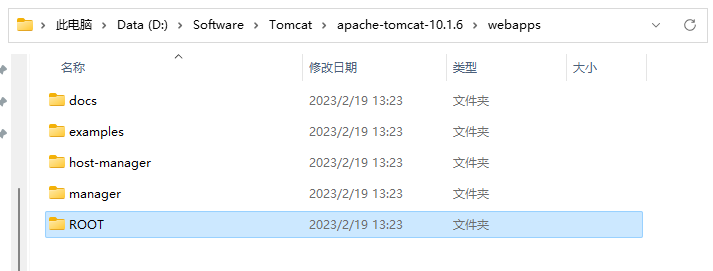 此电脑 > Data (D:) > Software > Tomcat > apache-tomcat-10.1.6 > webapps
名称 修改日期 类型 大小
docs 2023/2/19 13:23 文件夹
examples 2023/2/19 13:23 文件夹
host-manager 2023/2/19 13:23 文件夹
manager 2023/2/19 13:23 文件夹
ROOT 2023/2/19 13:23 文件夹